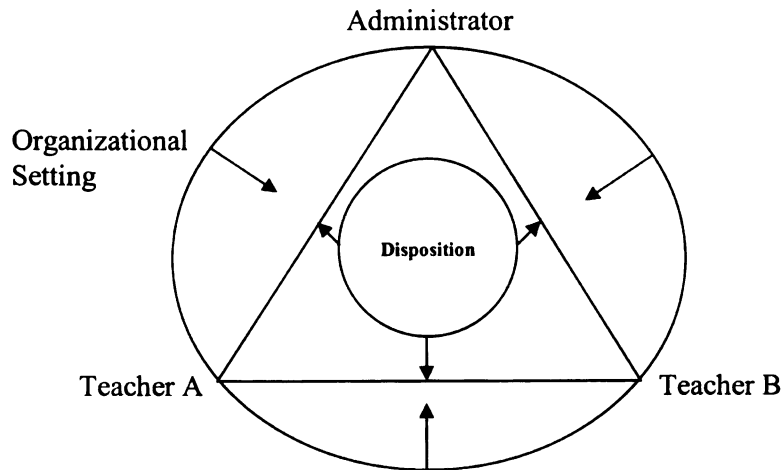 Administrator
Organizational
Setting
Disposition
Teacher A
Teacher B